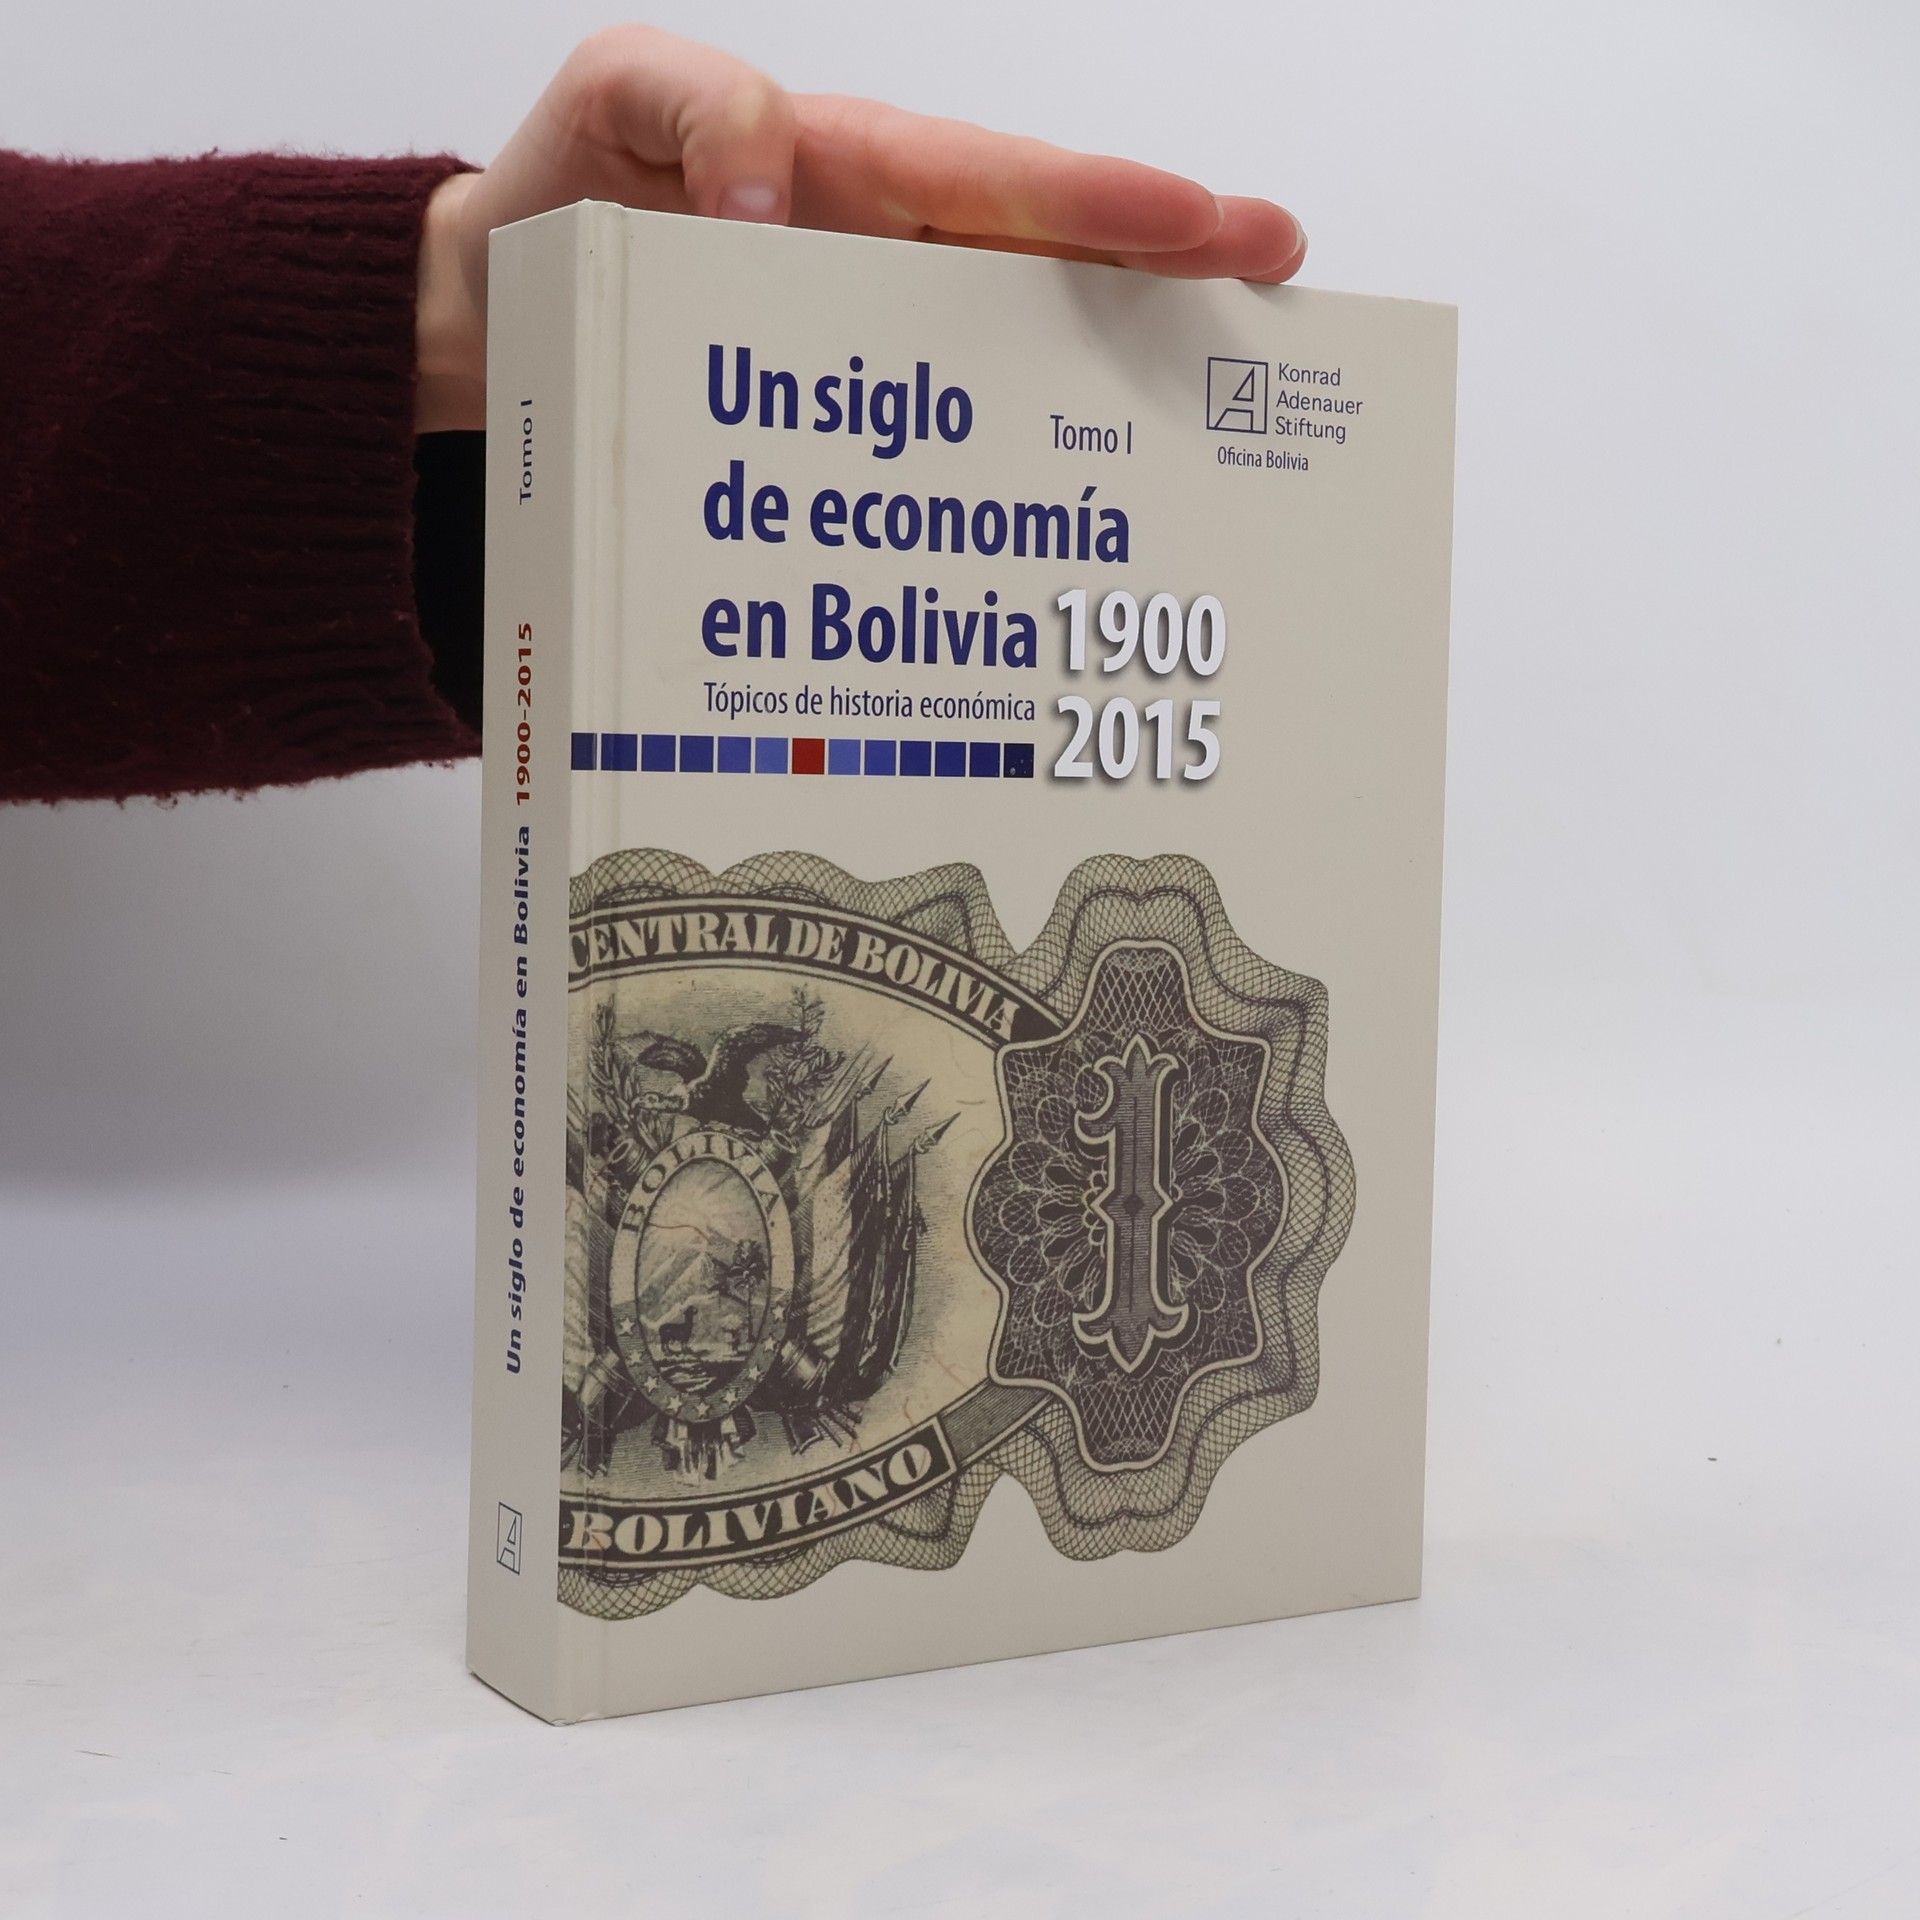 Un siglo
de economía
en Bolivia
1900
2015
Tópicos de historia económica
Tomo I
Konrad
Adenauer
Stiftung
Oficina Bolivia
CENTRAL DE BOLIVIA
BOLIVIA
1
BOLIVIANO
Un siglo de economía en Bolivia 1900-2015 Tomo I